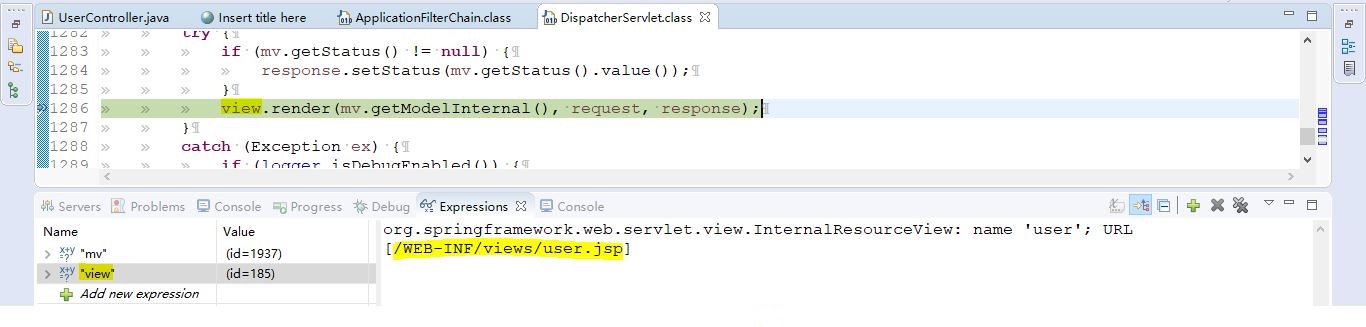 UserController.java Insert title here ApplicationFilterChain.class DispatcherServlet.class
1282 » » try {¶
1283 » » » if·(mv.getStatus()·!=·null)·{¶
1284 » » » » response.setStatus(mv.getStatus().value());¶
1285 » » » }¶
1286 » » » view.render(mv.getModelInternal(),·request,·response);¶
1287 » » }¶
1288 » » catch·(Exception·ex)·{¶
1289 » » » if·(logger.isDebugEnabled())·{¶
Servers Problems Console Progress Debug Expressions Console
Name Value
"mv" (id=1937)
"view" (id=185)
Add new expression
org.springframework.web.servlet.view.InternalResourceView: name 'user'; URL
[/WEB-INF/views/user.jsp]